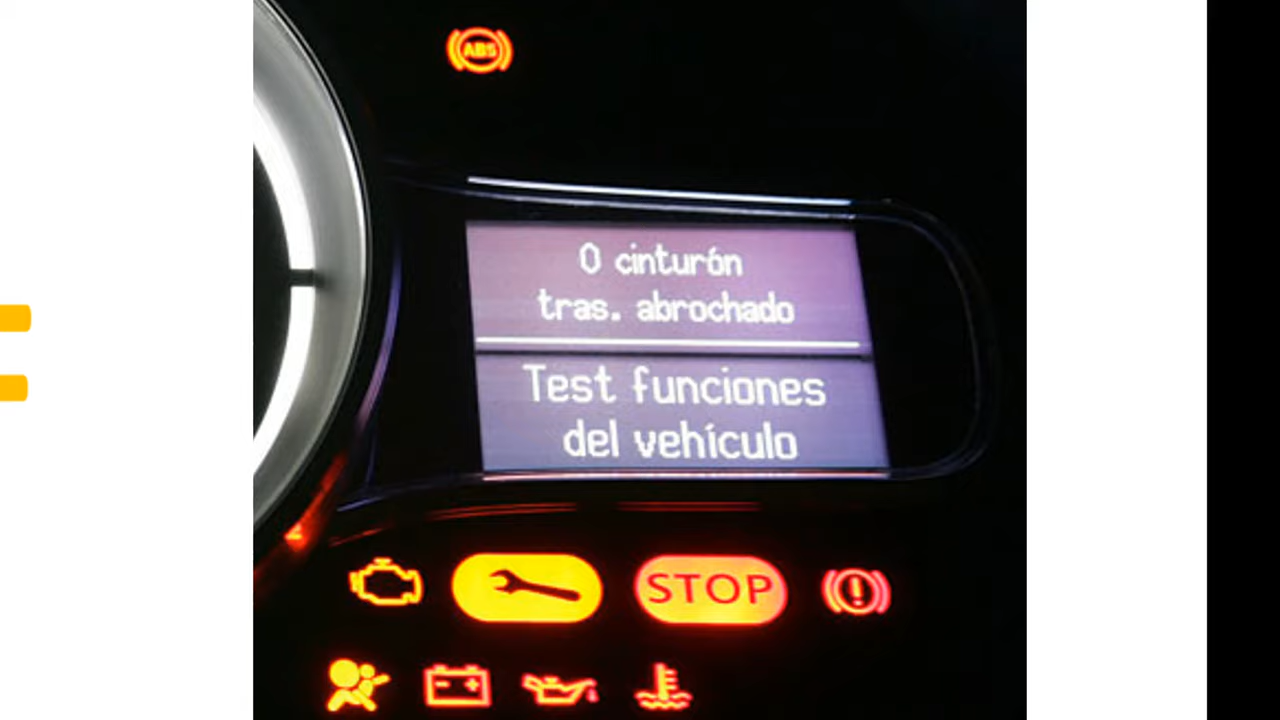 ABS
0 cinturón
tras. abrochado
Test funciones
del vehículo
STOP